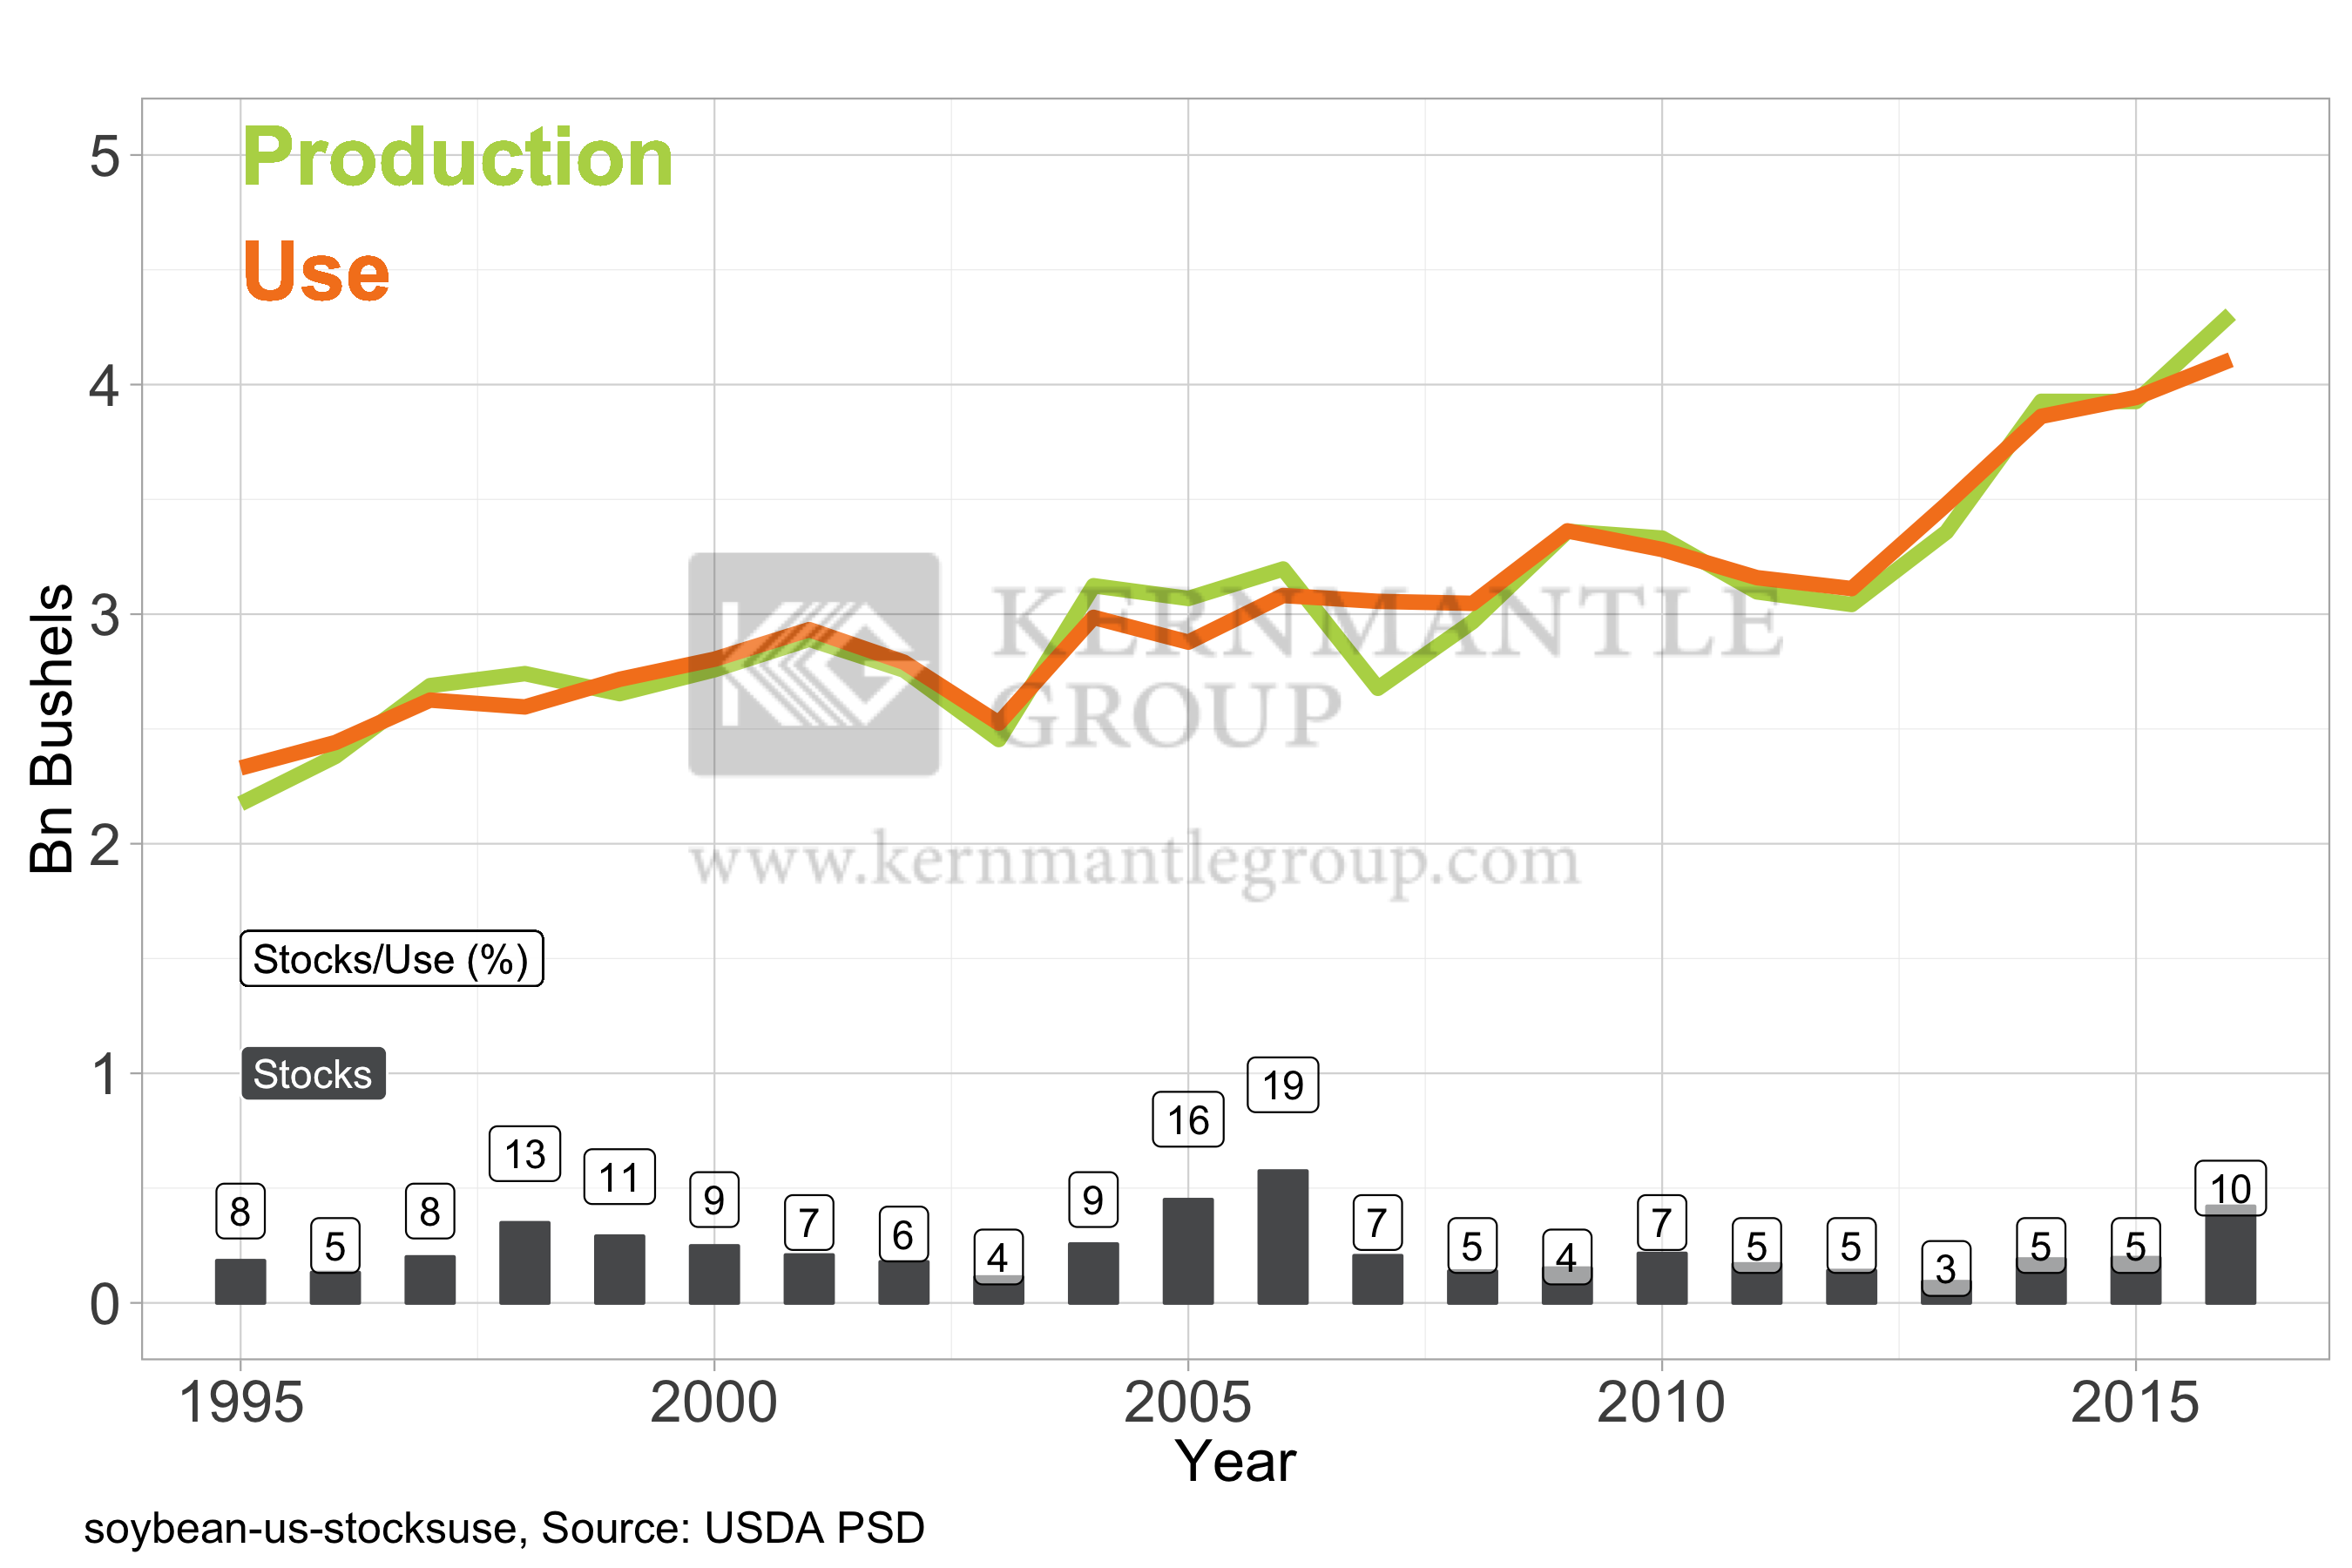 5
Production
Use
4
3
KERNMANTLE
GROUP
Bn Bushels
2
www.kernmantlegroup.com
Stocks/Use (%)
1
Stocks
8 5 8 13 11 9 7 6 4 9 16 19 7 5 4 7 5 5 3 5 5 10
0
1995 2000 2005 2010 2015
Year
soybean-us-stocksuse, Source: USDA PSD